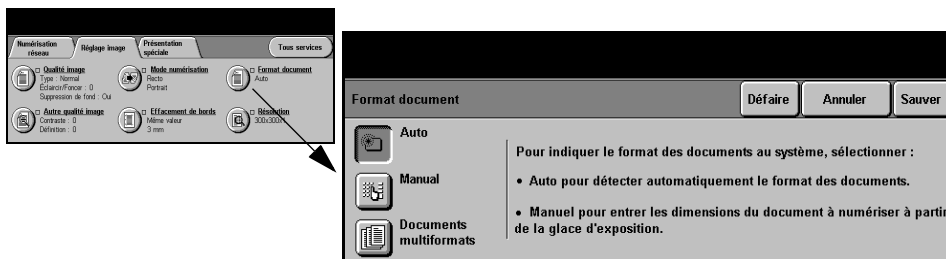 Numérisation réseau
Réglage image
Présentation spéciale
Tous services
Qualité image
Type : Normal
Eclaircir/Foncer : 0
Suppression de fond : Oui
Mode numérisation
Recto
Portrait
Format document
Auto
Autre qualité image
Contraste : 0
Définition : 0
Effacement de bords
Même valeur
3 mm
Résolution
300x300
Format document
Défaire
Annuler
Sauver
Auto
Manual
Documents
multiformats
Pour indiquer le format des documents au système, sélectionner :
• Auto pour détecter automatiquement le format des documents.
• Manuel pour entrer les dimensions du document à numériser à partir
de la glace d'exposition.